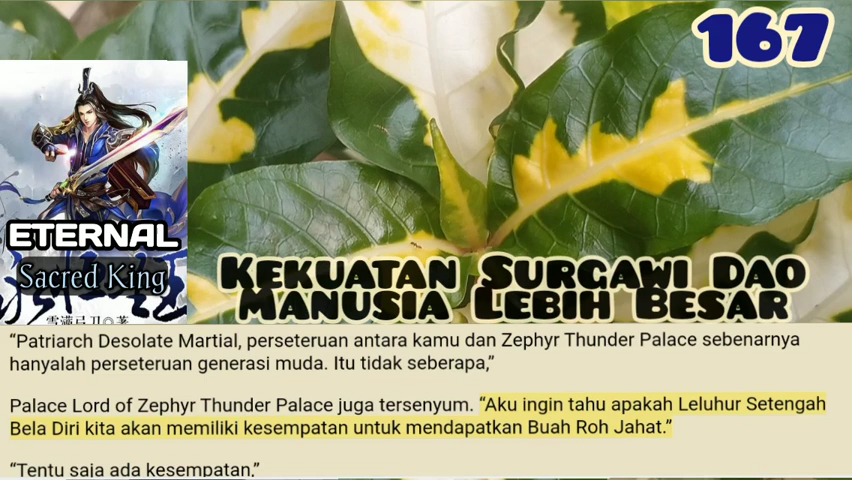 167
ETERNAL
Sacred King
KEKUATAN SURGAWI DAO
MANUSIA LEBIH BESAR
“Patriarch Desolate Martial, perseteruan antara kamu dan Zephyr Thunder Palace sebenarnya
hanyalah perseteruan generasi muda. Itu tidak seberapa,”
Palace Lord of Zephyr Thunder Palace juga tersenyum. “Aku ingin tahu apakah Leluhur Setengah
Bela Diri kita akan memiliki kesempatan untuk mendapatkan Buah Roh Jahat.”
“Tentu saja ada kesempatan,”